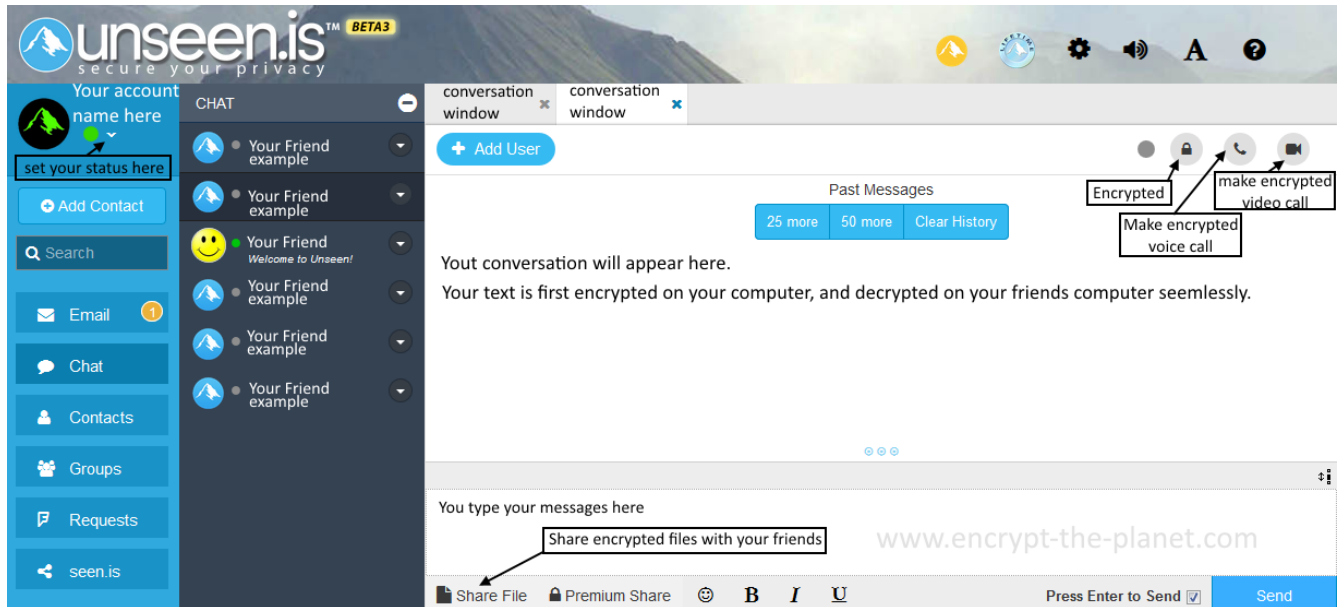 unseen.is™ BETA3
secure your privacy
A
Your account
name here
set your status here
Add Contact
Search
Email 1
Chat
Contacts
Groups
Requests
seen.is
CHAT
Your Friend
example
Your Friend
example
Your Friend
Welcome to Unseen!
Your Friend
example
Your Friend
example
Your Friend
example
conversation
window
conversation
window
Add User
Encrypted
Make encrypted
voice call
make encrypted
video call
Past Messages
25 more 50 more Clear History
Yout conversation will appear here.
Your text is first encrypted on your computer, and decrypted on your friends computer seemlessly.
You type your messages here
Share encrypted files with your friends
www.encrypt-the-planet.com
Share File Premium Share B I U Press Enter to Send Send